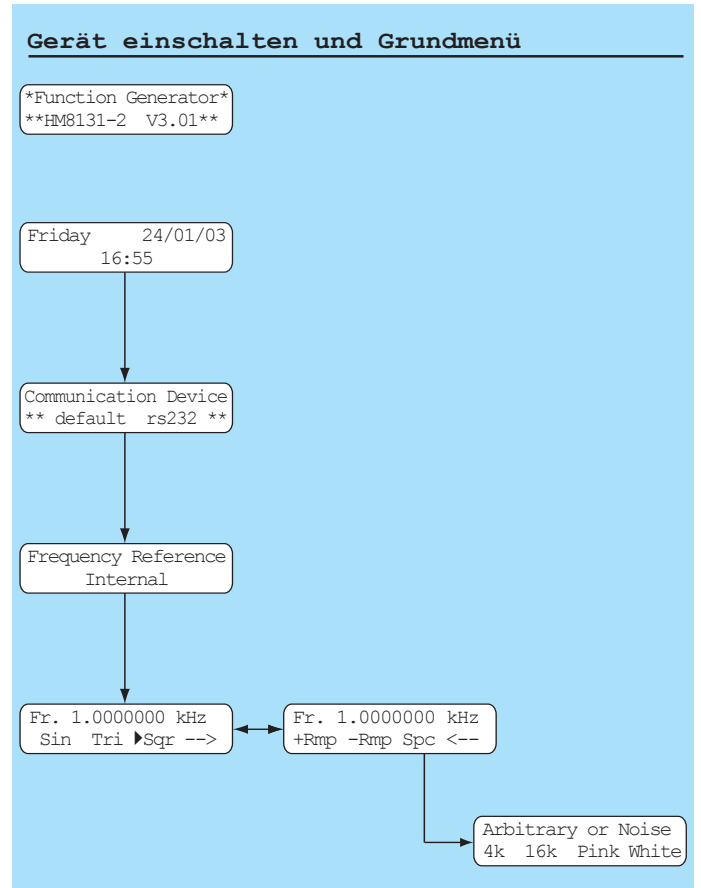 Gerät einschalten und Grundmenü
*Function Generator*
**HM8131-2 V3.01**
Friday 24/01/03
16:55
Communication Device
** default rs232 **
Frequency Reference
Internal
Fr. 1.0000000 kHz
Sin Tri ▶Sqr -->
Fr. 1.0000000 kHz
+Rmp -Rmp Spc <--
Arbitrary or Noise
4k 16k Pink White